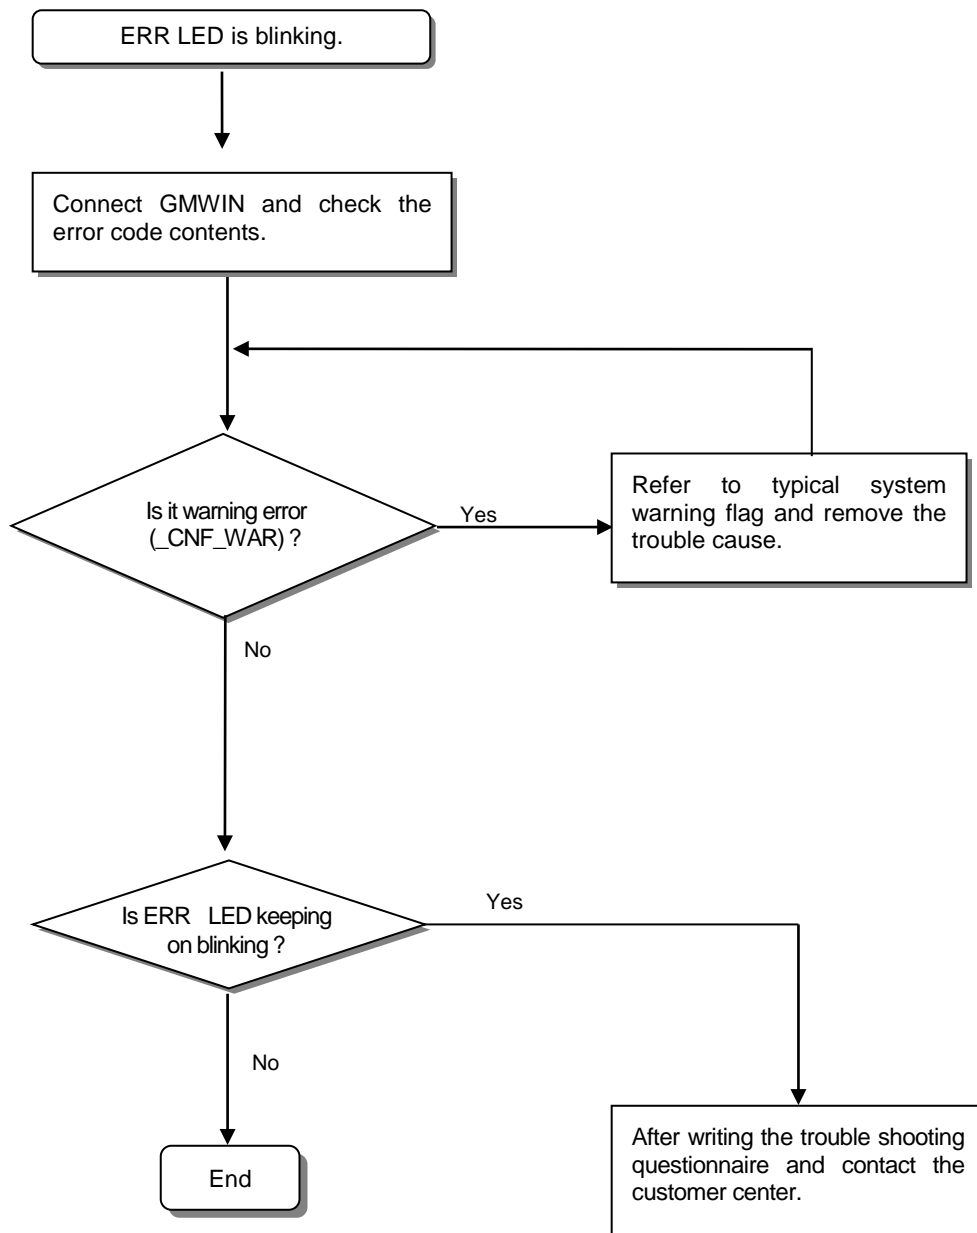 ERR LED is blinking.
Connect GMWIN and check the
error code contents.
Is it warning error
(_CNF_WAR) ?
Yes
Refer to typical system
warning flag and remove the
trouble cause.
No
Is ERR LED keeping
on blinking ?
Yes
No
End
After writing the trouble shooting
questionnaire and contact the
customer center.